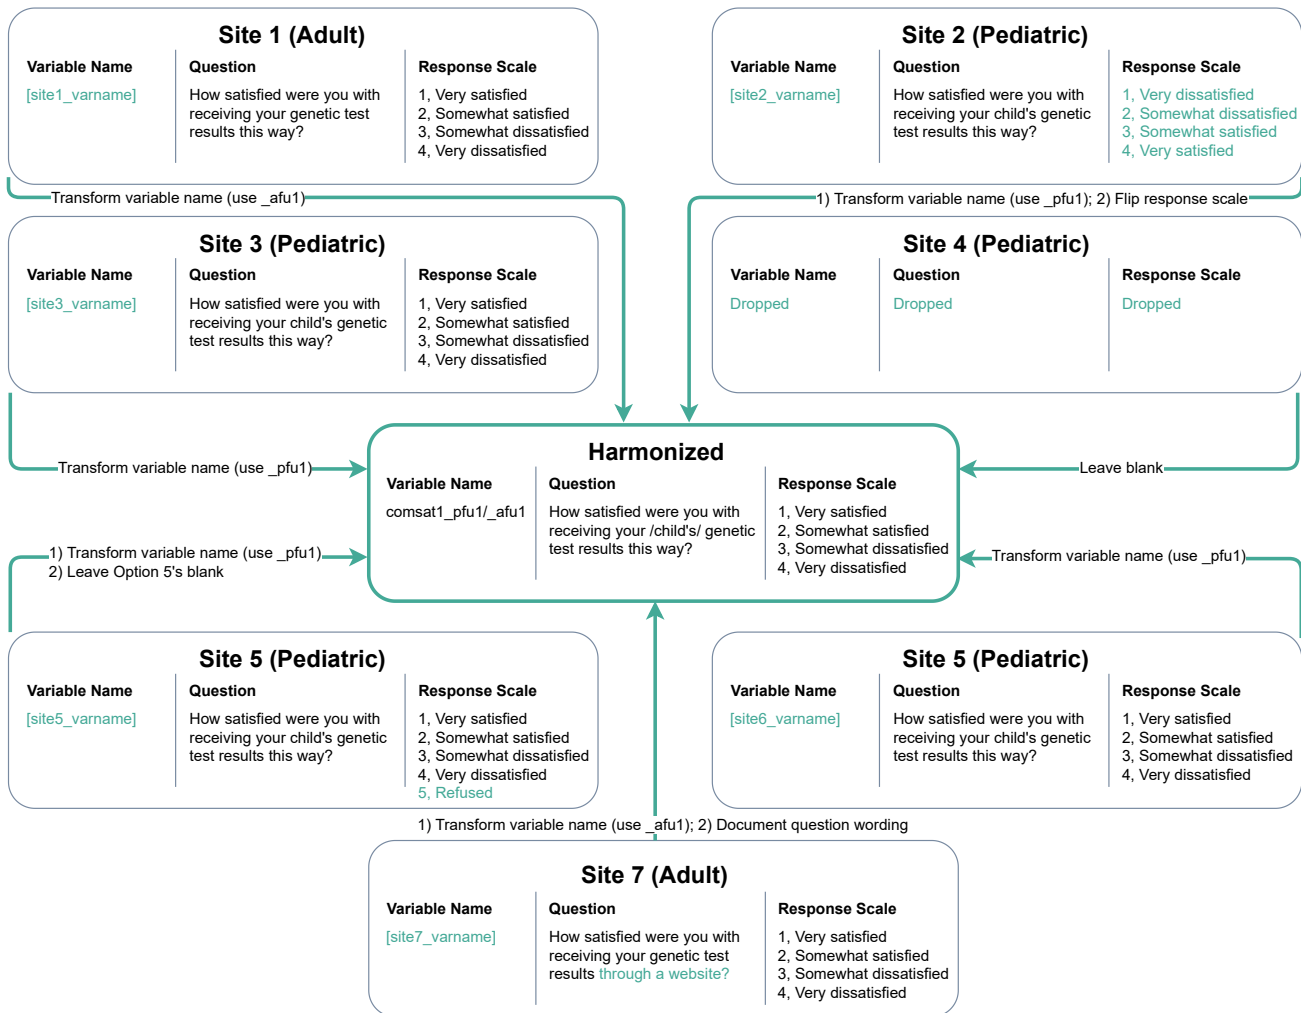 Site 1 (Adult)
Variable Name
Question
Response Scale
[site1_varname]
How satisfied were you with
receiving your genetic test
results this way?
1, Very satisfied
2, Somewhat satisfied
3, Somewhat dissatisfied
4, Very dissatisfied
Transform variable name (use _afu1)
Site 2 (Pediatric)
Variable Name
Question
Response Scale
[site2_varname]
How satisfied were you with
receiving your child's genetic
test results this way?
1, Very dissatisfied
2, Somewhat dissatisfied
3, Somewhat satisfied
4, Very satisfied
1) Transform variable name (use _pfu1); 2) Flip response scale
Site 3 (Pediatric)
Variable Name
Question
Response Scale
[site3_varname]
How satisfied were you with
receiving your child's genetic
test results this way?
1, Very satisfied
2, Somewhat satisfied
3, Somewhat dissatisfied
4, Very dissatisfied
Transform variable name (use _pfu1)
Site 4 (Pediatric)
Variable Name
Question
Response Scale
Dropped
Dropped
Dropped
Leave blank
Harmonized
Variable Name
Question
Response Scale
comsat1_pfu1/_afu1
How satisfied were you with
receiving your /child's/ genetic
test results this way?
1, Very satisfied
2, Somewhat satisfied
3, Somewhat dissatisfied
4, Very dissatisfied
1) Transform variable name (use _pfu1)
2) Leave Option 5's blank
Transform variable name (use _pfu1)
Site 5 (Pediatric)
Variable Name
Question
Response Scale
[site5_varname]
How satisfied were you with
receiving your child's genetic
test results this way?
1, Very satisfied
2, Somewhat satisfied
3, Somewhat dissatisfied
4, Very dissatisfied
5, Refused
Site 5 (Pediatric)
Variable Name
Question
Response Scale
[site6_varname]
How satisfied were you with
receiving your child's genetic
test results this way?
1, Very satisfied
2, Somewhat satisfied
3, Somewhat dissatisfied
4, Very dissatisfied
1) Transform variable name (use _afu1); 2) Document question wording
Site 7 (Adult)
Variable Name
Question
Response Scale
[site7_varname]
How satisfied were you with
receiving your genetic test
results through a website?
1, Very satisfied
2, Somewhat satisfied
3, Somewhat dissatisfied
4, Very dissatisfied